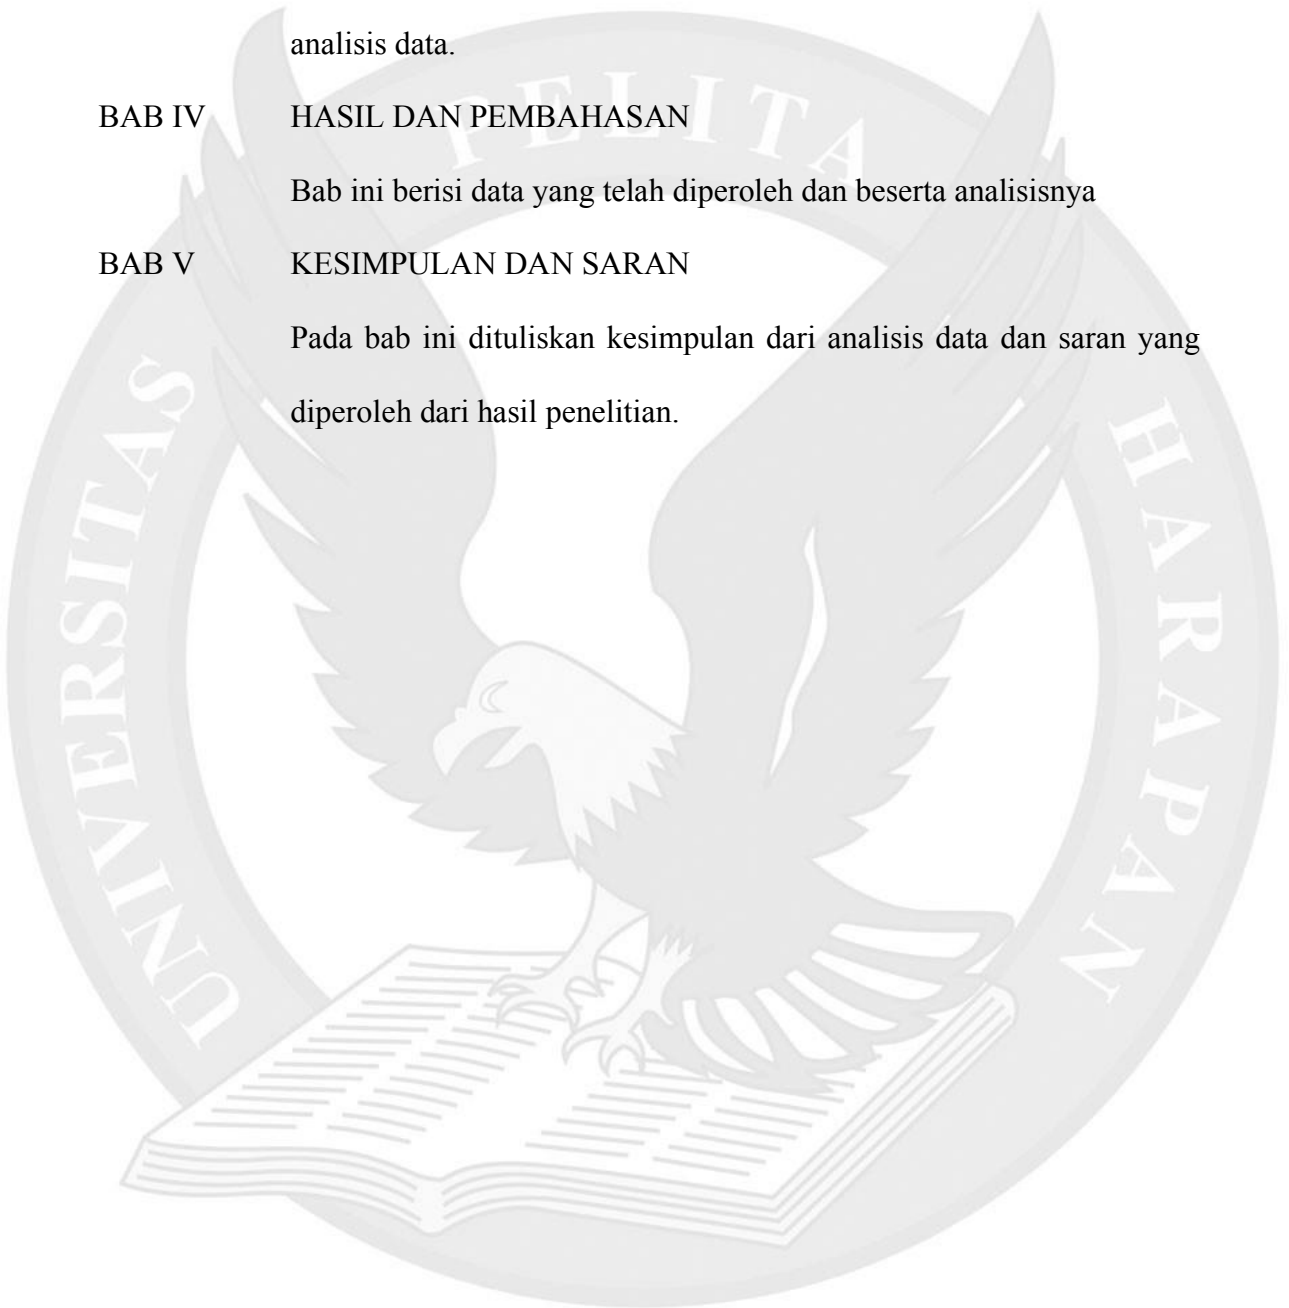 analisis data.
BAB IV HASIL DAN PEMBAHASAN
Bab ini berisi data yang telah diperoleh dan beserta analisisnya
BAB V KESIMPULAN DAN SARAN
Pada bab ini dituliskan kesimpulan dari analisis data dan saran yang
diperoleh dari hasil penelitian.
UNIVERSITAS PELITA HARAPAN